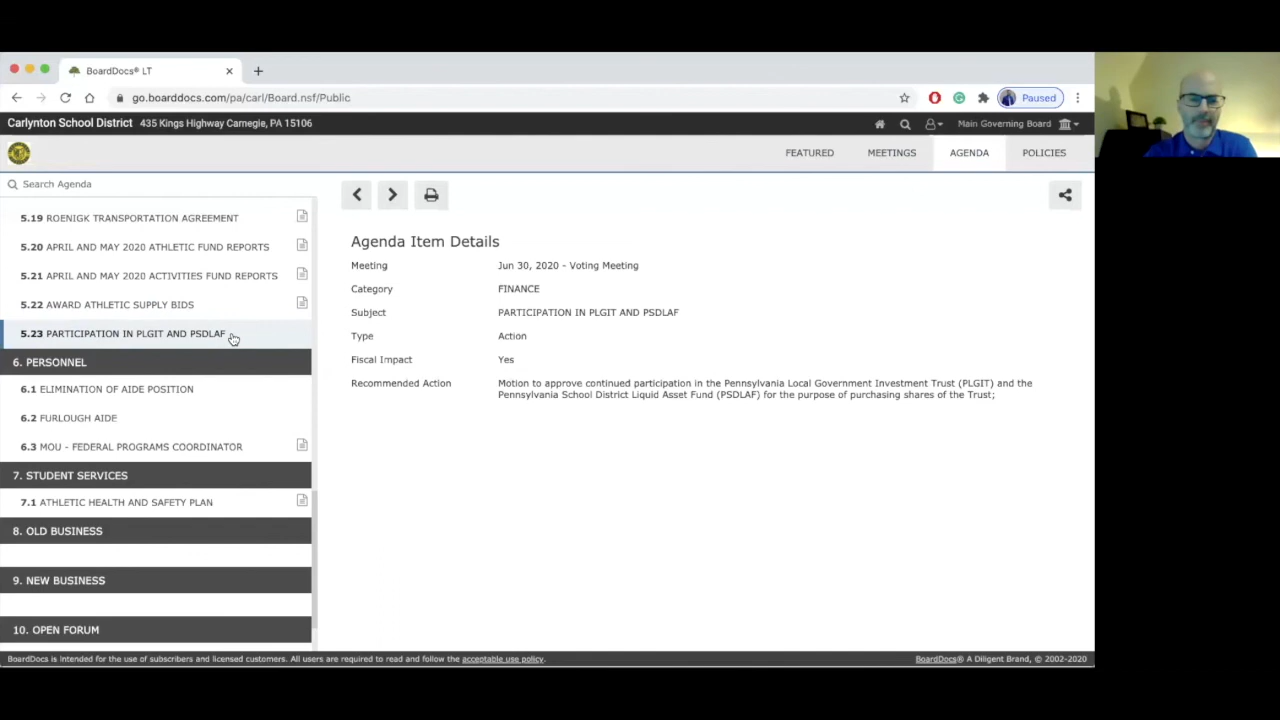 BoardDocs® LT
go.boarddocs.com/pa/carl/Board.nsf/Public
Paused
Carlynton School District 435 Kings Highway Carnegie, PA 15106
Main Governing Board
FEATURED MEETINGS AGENDA POLICIES
Search Agenda
5.19 ROENIGK TRANSPORTATION AGREEMENT
5.20 APRIL AND MAY 2020 ATHLETIC FUND REPORTS
5.21 APRIL AND MAY 2020 ACTIVITIES FUND REPORTS
5.22 AWARD ATHLETIC SUPPLY BIDS
5.23 PARTICIPATION IN PLGIT AND PSDLAF
6. PERSONNEL
6.1 ELIMINATION OF AIDE POSITION
6.2 FURLOUGH AIDE
6.3 MOU - FEDERAL PROGRAMS COORDINATOR
7. STUDENT SERVICES
7.1 ATHLETIC HEALTH AND SAFETY PLAN
8. OLD BUSINESS
9. NEW BUSINESS
10. OPEN FORUM
Agenda Item Details
Meeting Jun 30, 2020 - Voting Meeting
Category FINANCE
Subject PARTICIPATION IN PLGIT AND PSDLAF
Type Action
Fiscal Impact Yes
Recommended Action Motion to approve continued participation in the Pennsylvania Local Government Investment Trust (PLGIT) and the
Pennsylvania School District Liquid Asset Fund (PSDLAF) for the purpose of purchasing shares of the Trust;
BoardDocs is intended for the use of subscribers and licensed customers. All users are required to read and follow the acceptable use policy.
BoardDocs® A Diligent Brand, © 2002-2020